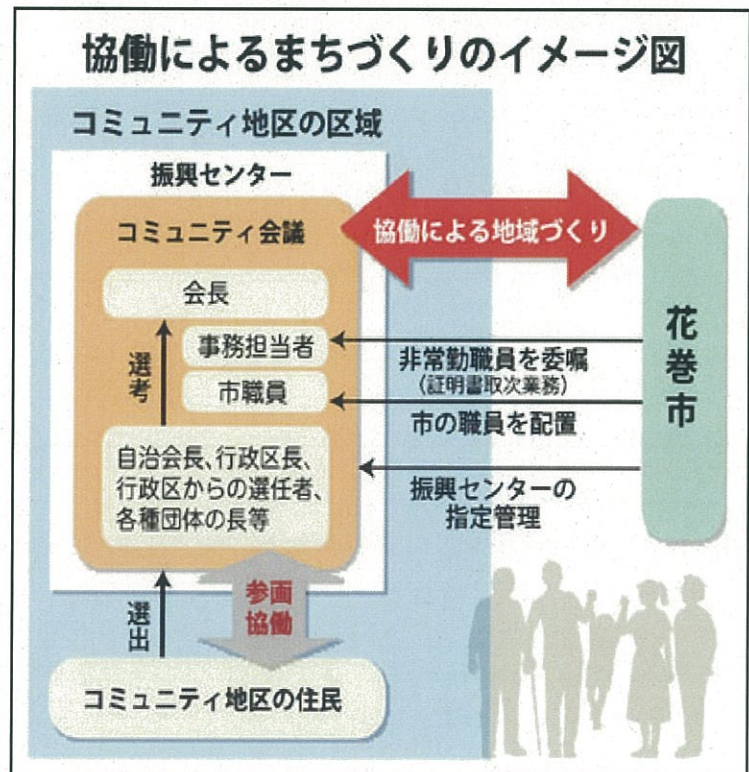 協働によるまちづくりのイメージ図
コミュニティ地区の区域
振興センター
コミュニティ会議
会長
選考
事務担当者
市職員
自治会長、行政区長、
行政区からの選任者、
各種団体の長等
協働による地域づくり
花巻市
非常勤職員を委嘱
（証明書取次業務）
市の職員を配置
振興センターの
指定管理
参画
協働
選出
コミュニティ地区の住民